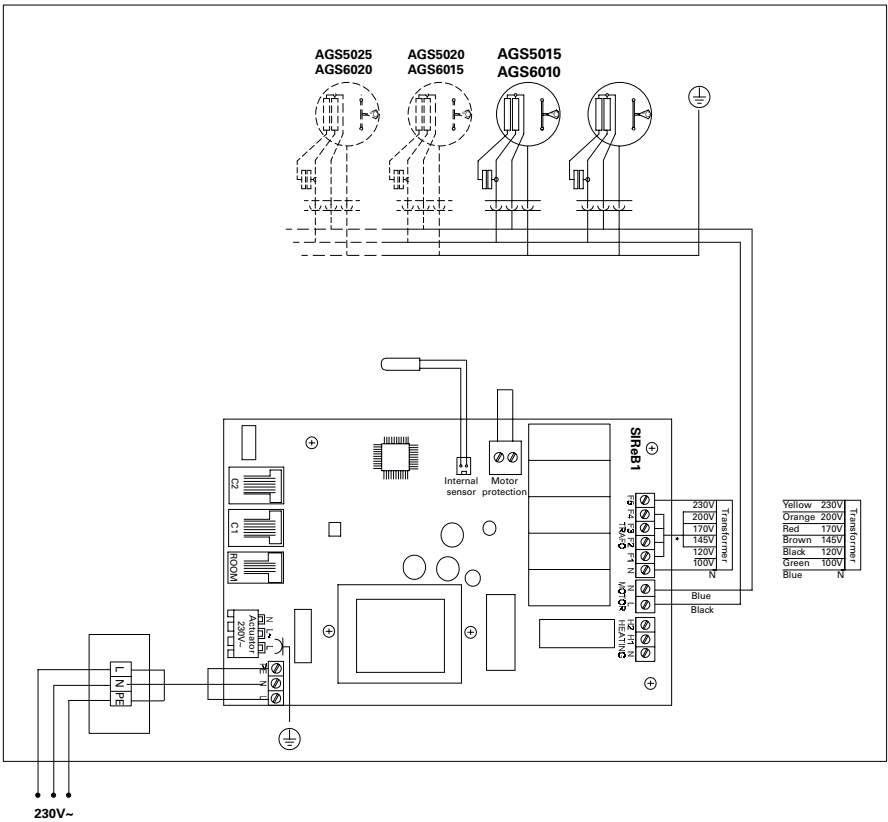 AGS5025
AGS6020
AGS5020
AGS6015
AGS5015
AGS6010
SIReB1
Internal
sensor
Motor
protection
C2
C1
ROOM
Actuator
230V~
N
L*
L
PE
N
L
F5
F4
F3
F2
F1
N
TRAFO
N
L
MOTOR
H2
H1
N
HEATING
230V
200V
170V
145V
120V
100V
N
Transformer
*
Blue
Black
Yellow 230V
Orange 200V
Red 170V
Brown 145V
Black 120V
Green 100V
Blue N
Transformer
L
N
PE
230V~